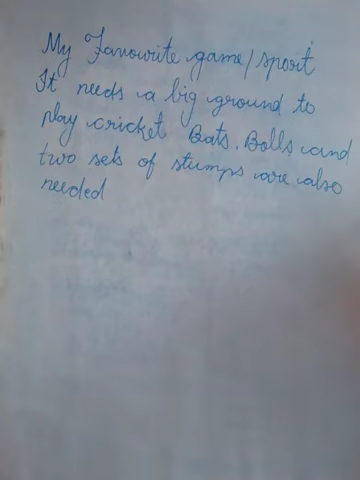 My Favourite game/sport
It needs a big ground to
play cricket Bats, Balls and
two sets of stumps are also
needed